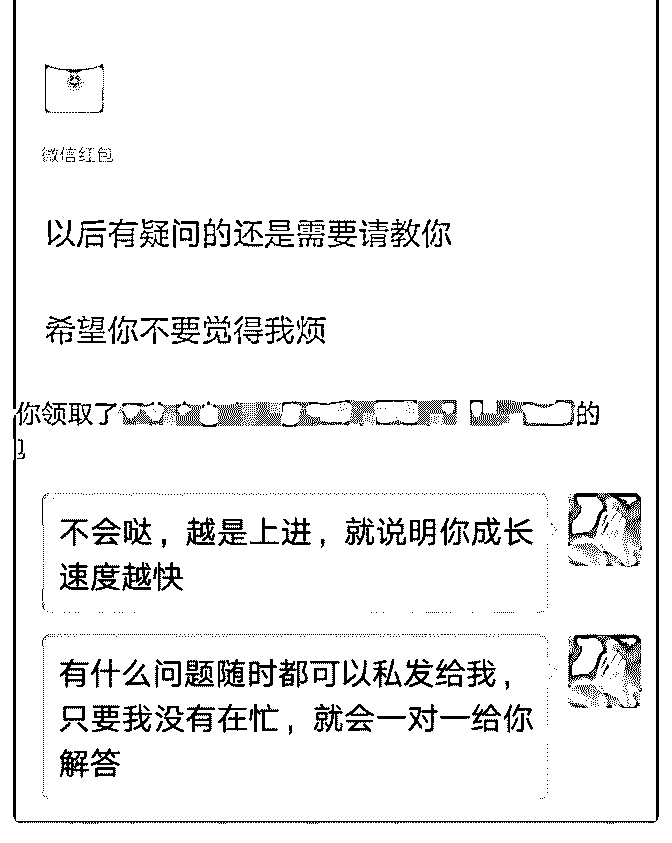 微信红包
以后有疑问的还是需要请教你
希望你不要觉得我烦
你领取了
的
不会哒，越是上进，就说明你成长
速度越快
有什么问题随时都可以私发给我，
只要我没有在忙，就会一对一给你
解答